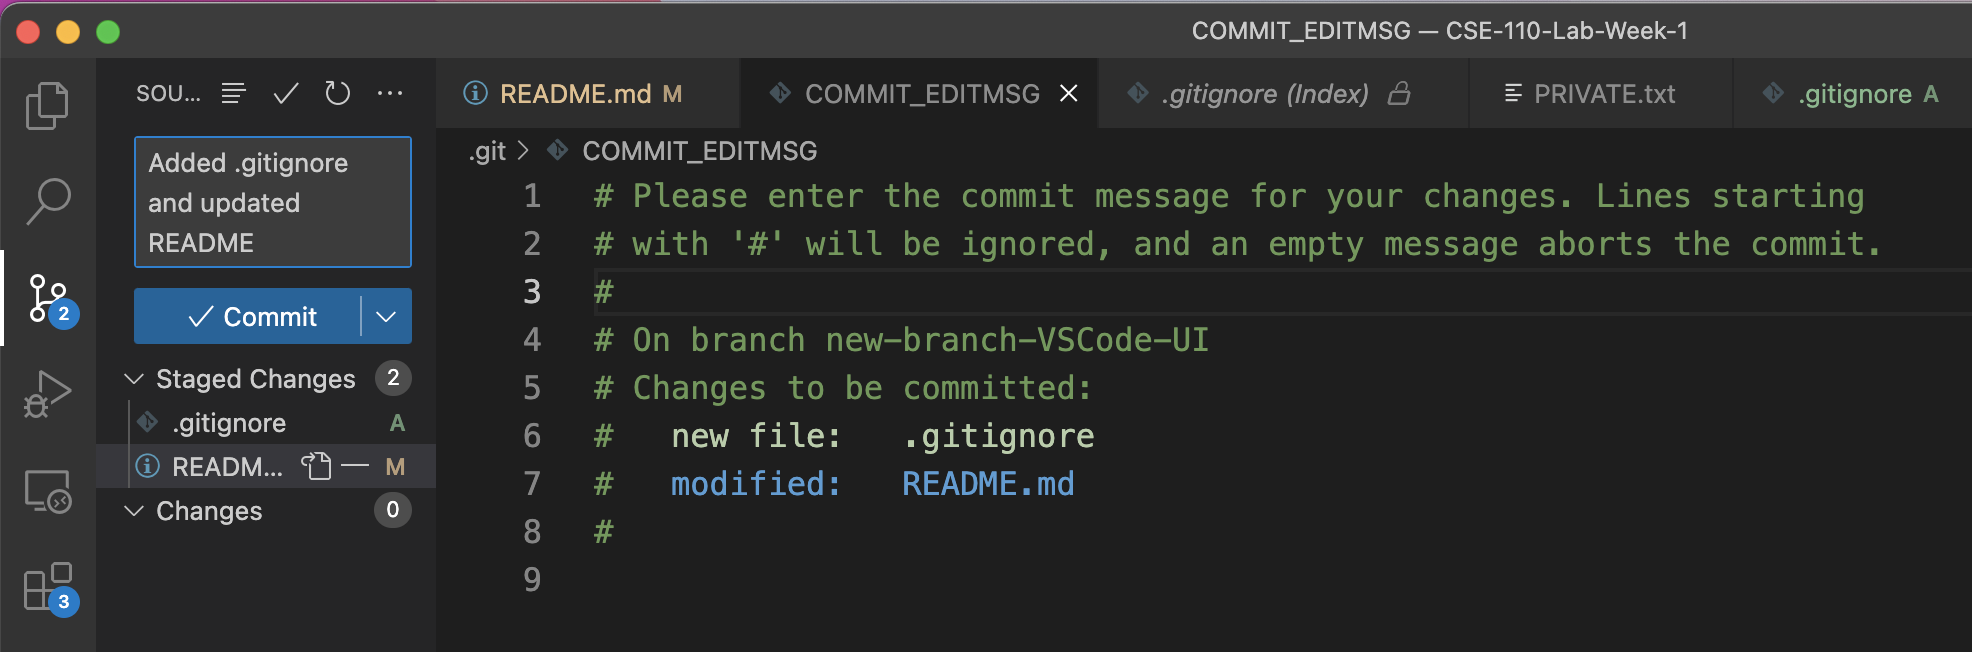 COMMIT_EDITMSG — CSE-110-Lab-Week-1
SOU...
README.md M
COMMIT_EDITMSG
.gitignore (Index)
PRIVATE.txt
.gitignore A
Added .gitignore
and updated
README
Commit
Staged Changes 2
.gitignore A
READM... M
Changes 0
2
3
.git > COMMIT_EDITMSG
1 # Please enter the commit message for your changes. Lines starting
2 # with '#' will be ignored, and an empty message aborts the commit.
3 #
4 # On branch new-branch-VSCode-UI
5 # Changes to be committed:
6 # new file: .gitignore
7 # modified: README.md
8 #
9